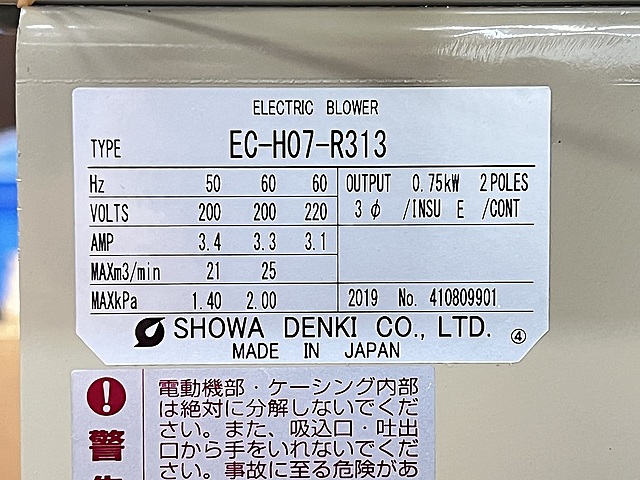 ELECTRIC BLOWER
TYPE EC-H07-R313
Hz 50 60 60 OUTPUT 0.75kW 2POLES
VOLTS 200 200 220 3 φ /INSU E /CONT
AMP 3.4 3.3 3.1
MAXm3/min 21 25
MAXkPa 1.40 2.00 2019 No. 410809901
SHOWA DENKI CO., LTD. ④
MADE IN JAPAN
警
電動機部・ケーシング内部
は絶対に分解しないでくだ
さい。また、吸込口・吐出
口から手をいれないでくだ
さい。事故に至る危険があ